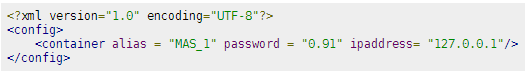 <?xml version="1.0" encoding="UTF-8"?>
<config>
    <container alias = "MAS_1" password = "0.91" ipaddress= "127.0.0.1"/>
</config>